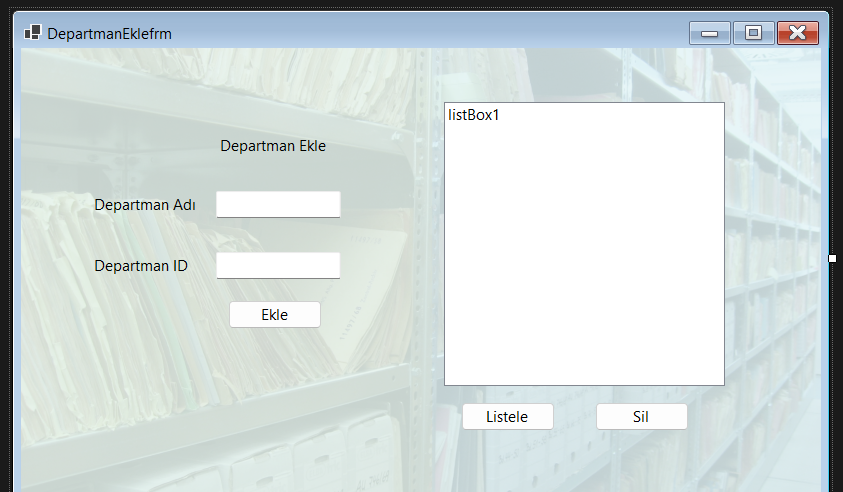 DepartmanEklefrm
Departman Ekle
Departman Adı
Departman ID
Ekle
listBox1
Listele
Sil